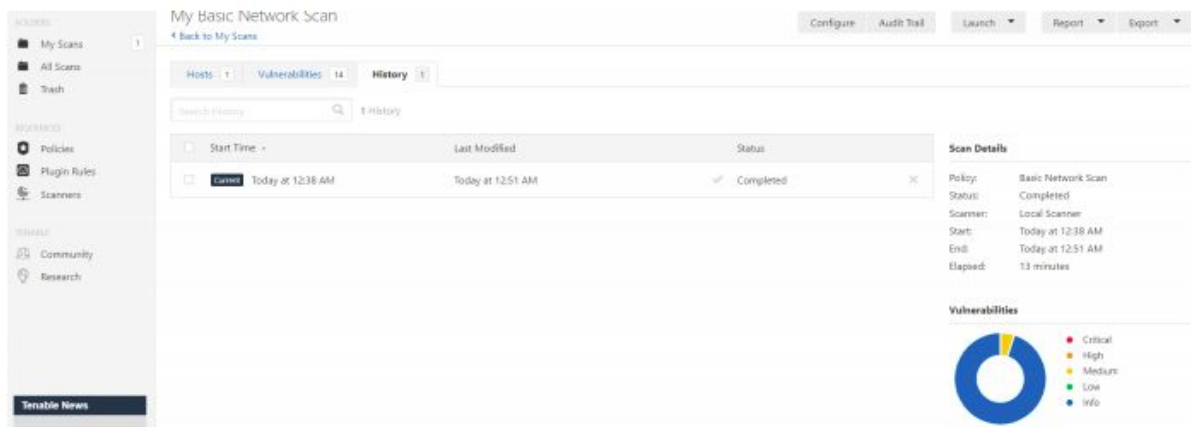 My Basic Network Scan
Configure Audit Trail Launch Report Export
Back to My Scans
FOLDERS
My Scans 1
All Scans
Trash
RESOURCES
Policies
Plugin Rules
Scanners
TENABLE
Community
Research
Tenable News
Hosts 1 Vulnerabilities 14 History 1
Search History 1 History
Start Time Last Modified Status
Current Today at 12:38 AM Today at 12:51 AM Completed
Scan Details
Policy: Basic Network Scan
Status: Completed
Scanner: Local Scanner
Start: Today at 12:38 AM
End: Today at 12:51 AM
Elapsed: 13 minutes
Vulnerabilities
Critical
High
Medium
Low
Info